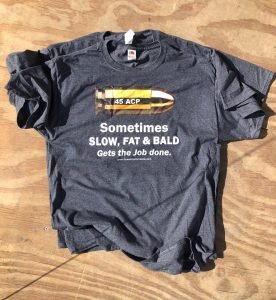 45 ACP
Sometimes
SLOW, FAT & BALD
Gets the Job done.